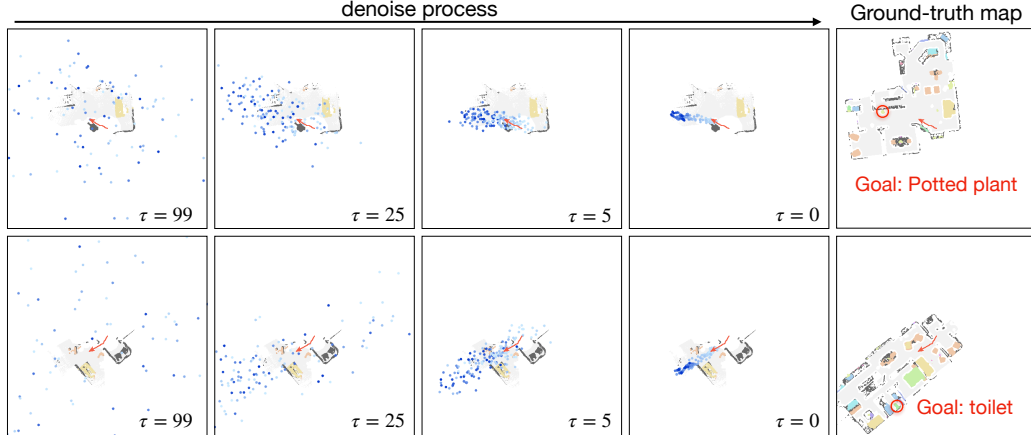 denoise process
Ground-truth map
τ = 99
τ = 25
τ = 5
τ = 0
Goal: Potted plant
τ = 99
τ = 25
τ = 5
τ = 0
Goal: toilet